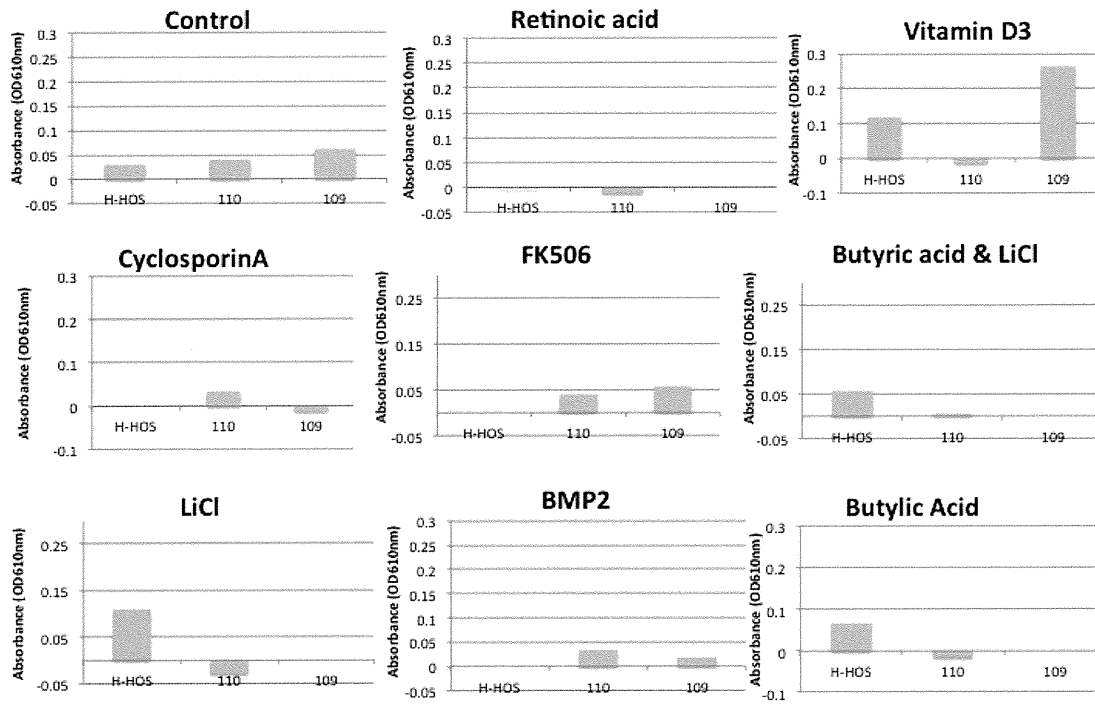 Control
Absorbance (OD610nm)
0.3
0.25
0.2
0.15
0.1
0.05
0
-0.05
H-HOS 110 109
Retinoic acid
Absorbance (OD610nm)
0.3
0.25
0.2
0.15
0.1
0.05
0
-0.05
H-HOS 110 109
Vitamin D3
Absorbance (OD610nm)
0.3
0.2
0.1
0
-0.1
H-HOS 110 109
CyclosporinA
Absorbance (OD610nm)
0.3
0.2
0.1
0
-0.1
H-HOS 110 109
FK506
Absorbance (OD610nm)
0.25
0.15
0.05
-0.05
H-HOS 110 109
Butyric acid & LiCl
Absorbance (OD610nm)
0.25
0.15
0.05
-0.05
H-HOS 110 109
LiCl
Absorbance (OD610nm)
0.25
0.15
0.05
-0.05
H-HOS 110 109
BMP2
Absorbance (OD610nm)
0.3
0.25
0.2
0.15
0.1
0.05
0
-0.05
H-HOS 110 109
Butylic Acid
Absorbance (OD610nm)
0.3
0.2
0.1
0
-0.1
H-HOS 110 109